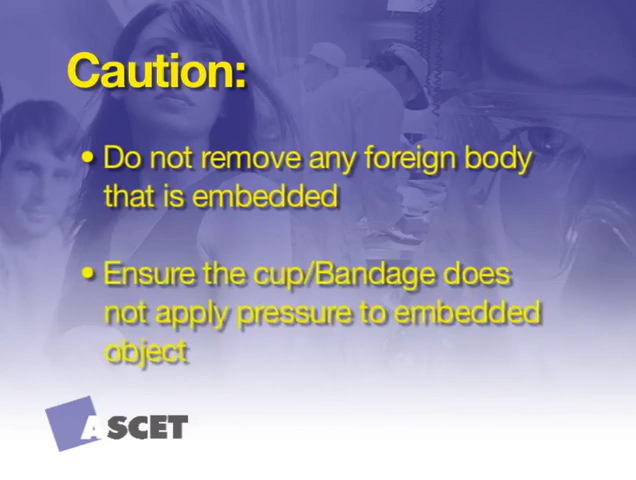 Caution:
• Do not remove any foreign body
that is embedded
• Ensure the cup/Bandage does
not apply pressure to embedded
object
ASCET